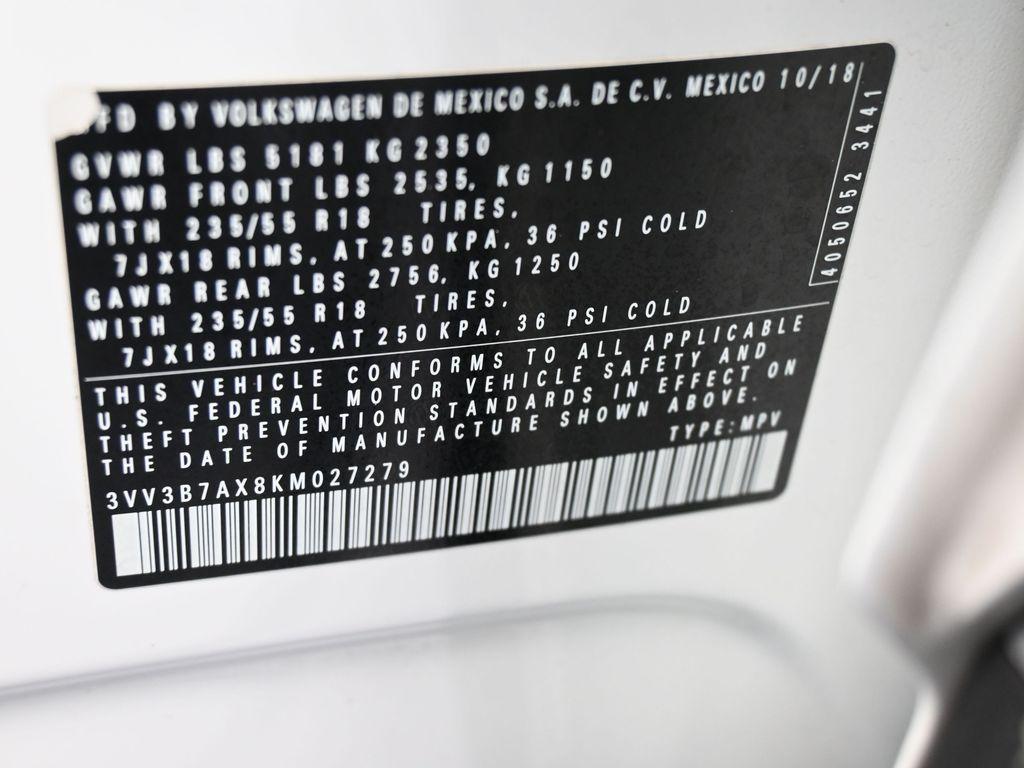 MFD BY VOLKSWAGEN DE MEXICO S.A. DE C.V. MEXICO 10/18
GVWR LBS 5181 KG 2350
GAWR FRONT LBS 2535, KG 1150
WITH 235/55 R18 TIRES,
7JX18 RIMS, AT 250 KPA, 36 PSI COLD
GAWR REAR LBS 2756, KG 1250
WITH 235/55 R18 TIRES,
7JX18 RIMS, AT 250 KPA, 36 PSI COLD
4050652 3441
THIS VEHICLE CONFORMS TO ALL APPLICABLE
U.S. FEDERAL MOTOR VEHICLE SAFETY AND
THEFT PREVENTION STANDARDS IN EFFECT ON
THE DATE OF MANUFACTURE SHOWN ABOVE.
TYPE: MPV
3VV3B7AX8KM027279